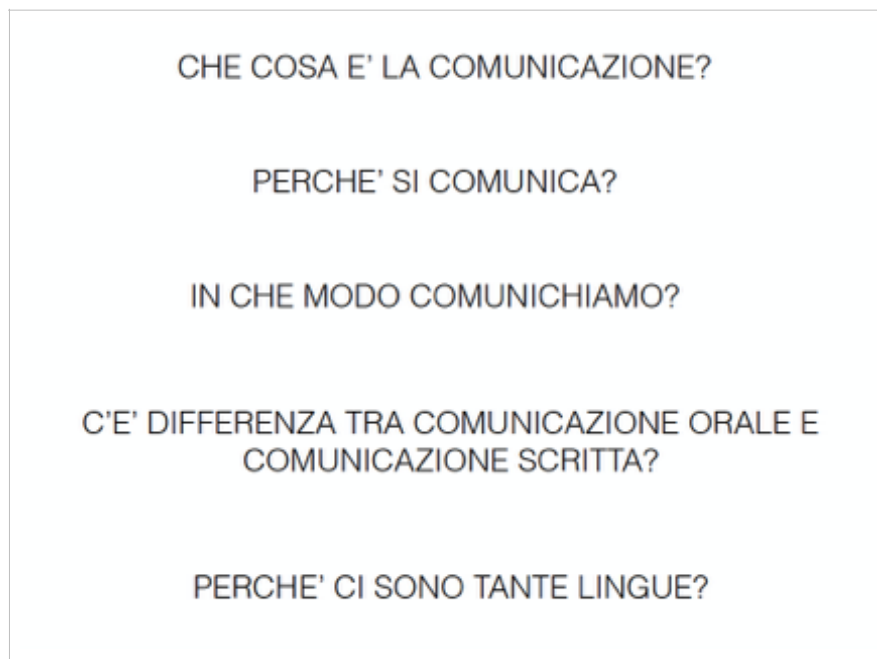 CHE COSA E’ LA COMUNICAZIONE?
PERCHE’ SI COMUNICA?
IN CHE MODO COMUNICHIAMO?
C’E’ DIFFERENZA TRA COMUNICAZIONE ORALE E
COMUNICAZIONE SCRITTA?
PERCHE’ CI SONO TANTE LINGUE?